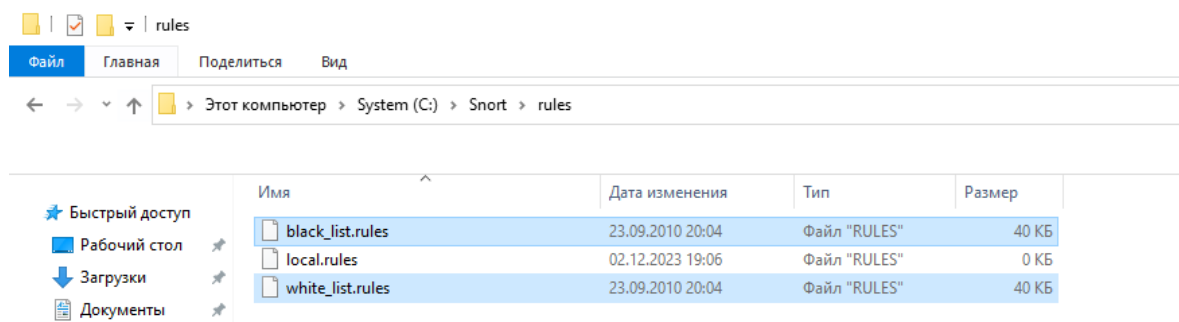 rules
Файл Главная Поделиться Вид
Этот компьютер > System (C:) > Snort > rules
Имя Дата изменения Тип Размер
Быстрый доступ
Рабочий стол
Загрузки
Документы
black_list.rules 23.09.2010 20:04 Файл "RULES" 40 КБ
local.rules 02.12.2023 19:06 Файл "RULES" 0 КБ
white_list.rules 23.09.2010 20:04 Файл "RULES" 40 КБ